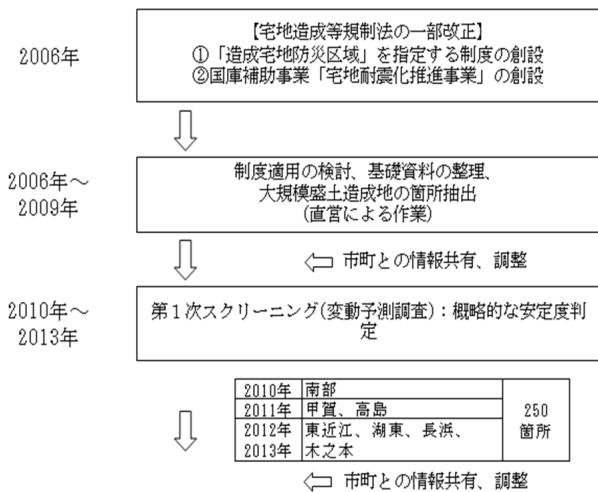 2006年
【宅地造成等規制法の一部改正】
①「造成宅地防災区域」を指定する制度の創設
②国庫補助事業「宅地耐震化推進事業」の創設
2006年～
2009年
制度適用の検討、基礎資料の整理、
大規模盛土造成地の箇所抽出
(直営による作業)
市町との情報共有、調整
2010年～
2013年
第１次スクリーニング(変動予測調査)：概略的な安定度判
定
2010年 南部
2011年 甲賀、高島
2012年 東近江、湖東、長浜、
2013年 木之本
250
箇所
市町との情報共有、調整